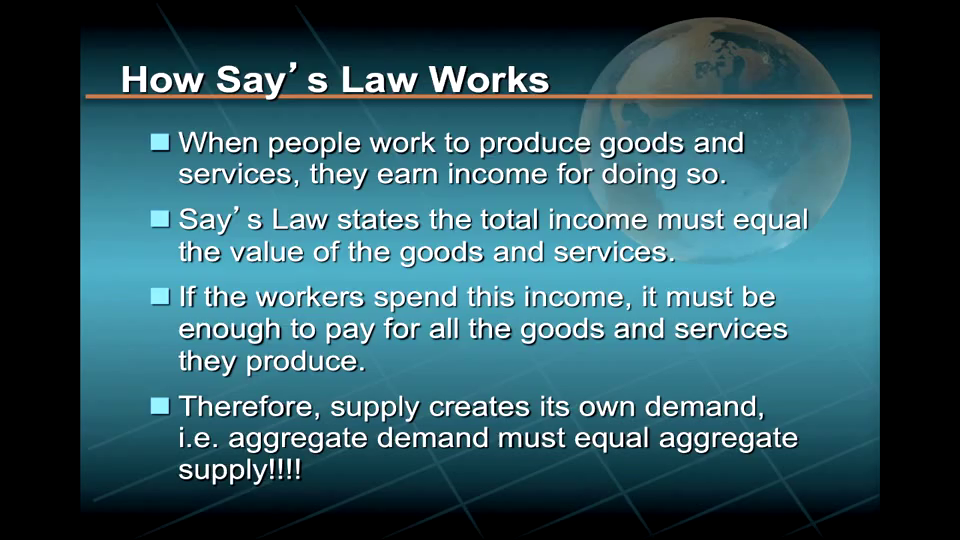 How Say’s Law Works
When people work to produce goods and
services, they earn income for doing so.
Say’s Law states the total income must equal
the value of the goods and services.
If the workers spend this income, it must be
enough to pay for all the goods and services
they produce.
Therefore, supply creates its own demand,
i.e. aggregate demand must equal aggregate
supply!!!!